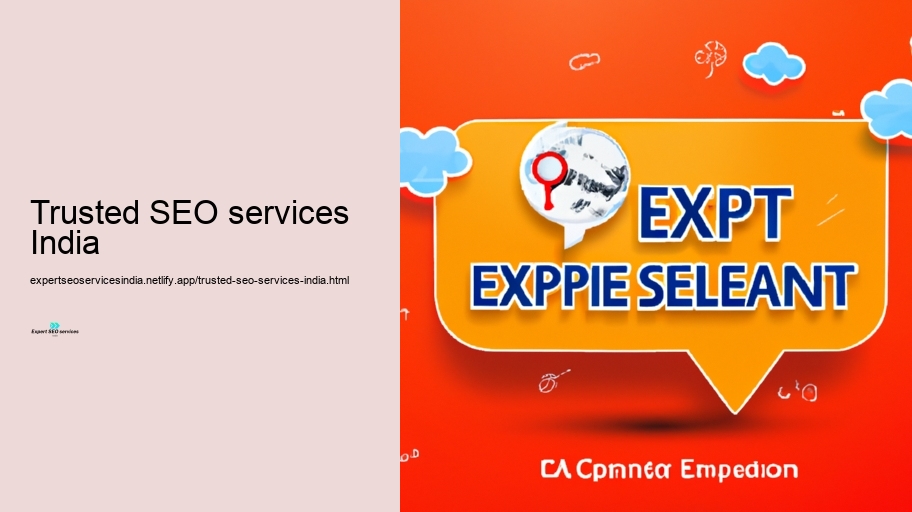 Trusted SEO services
India
expertseoservicesindia.netlify.app/trusted-seo-services-india.html
Expert SEO services
EXPT
EXPPIE SELEANT
CA Cpmnter Empedion